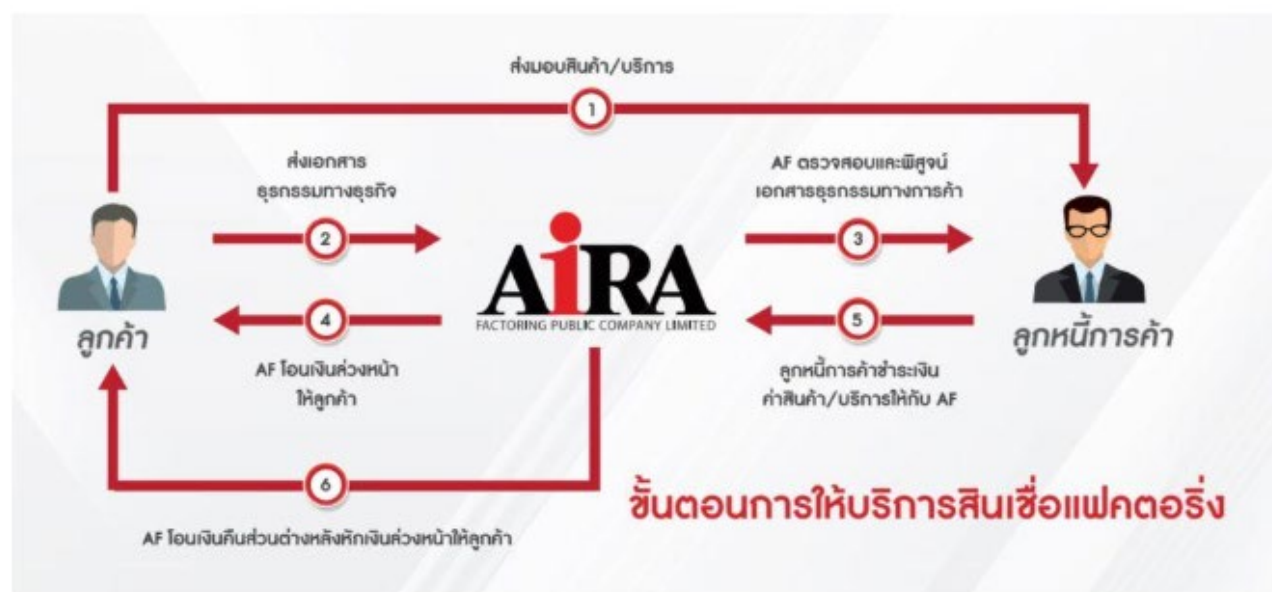 ส่งมอบสินค้า/บริการ
1
ส่งเอกสาร
ธุรกรรมทางธุรกิจ
2
AF ตรวจสอบและพิสูจน์
เอกสารธุรกรรมทางการค้า
3
AiRA
FACTORING PUBLIC COMPANY LIMITED
ลูกค้า
4
AF โอนเงินล่วงหน้า
ให้ลูกค้า
5
ลูกหนี้การค้าชำระเงิน
ค่าสินค้า/บริการให้กับ AF
ลูกหนี้การค้า
6
AF โอนเงินคืนส่วนต่างหลังหักเงินล่วงหน้าให้ลูกค้า
ขั้นตอนการให้บริการสินเชื่อแฟคตอริ่ง